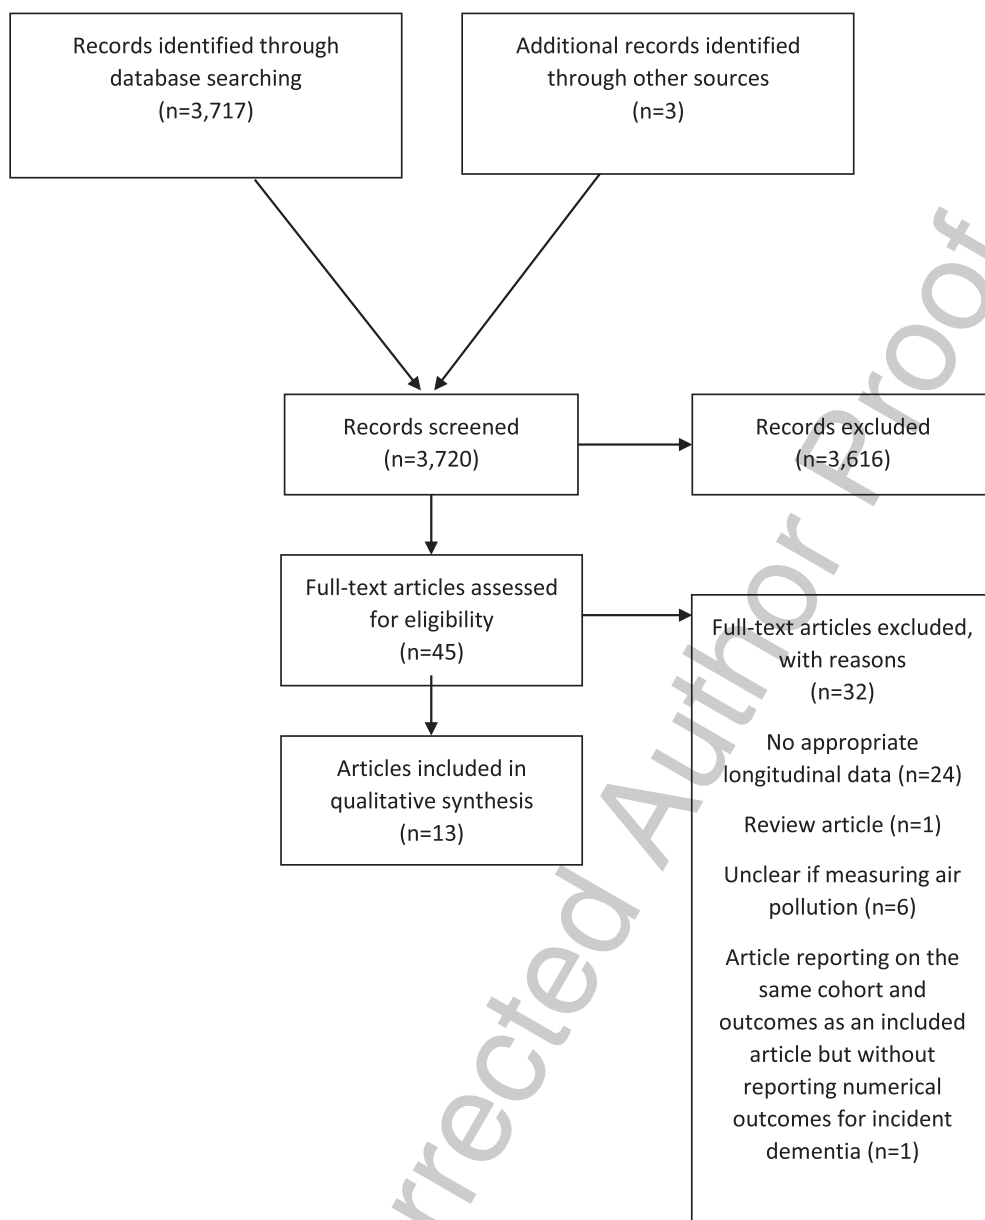 Records identified through
database searching
(n=3,717)
Additional records identified
through other sources
(n=3)
Records screened
(n=3,720)
Records excluded
(n=3,616)
Full-text articles assessed
for eligibility
(n=45)
Full-text articles excluded,
with reasons
(n=32)
No appropriate
longitudinal data (n=24)
Review article (n=1)
Unclear if measuring air
pollution (n=6)
Article reporting on the
same cohort and
outcomes as an included
article but without
reporting numerical
outcomes for incident
dementia (n=1)
Articles included in
qualitative synthesis
(n=13)
rrected Author Proof